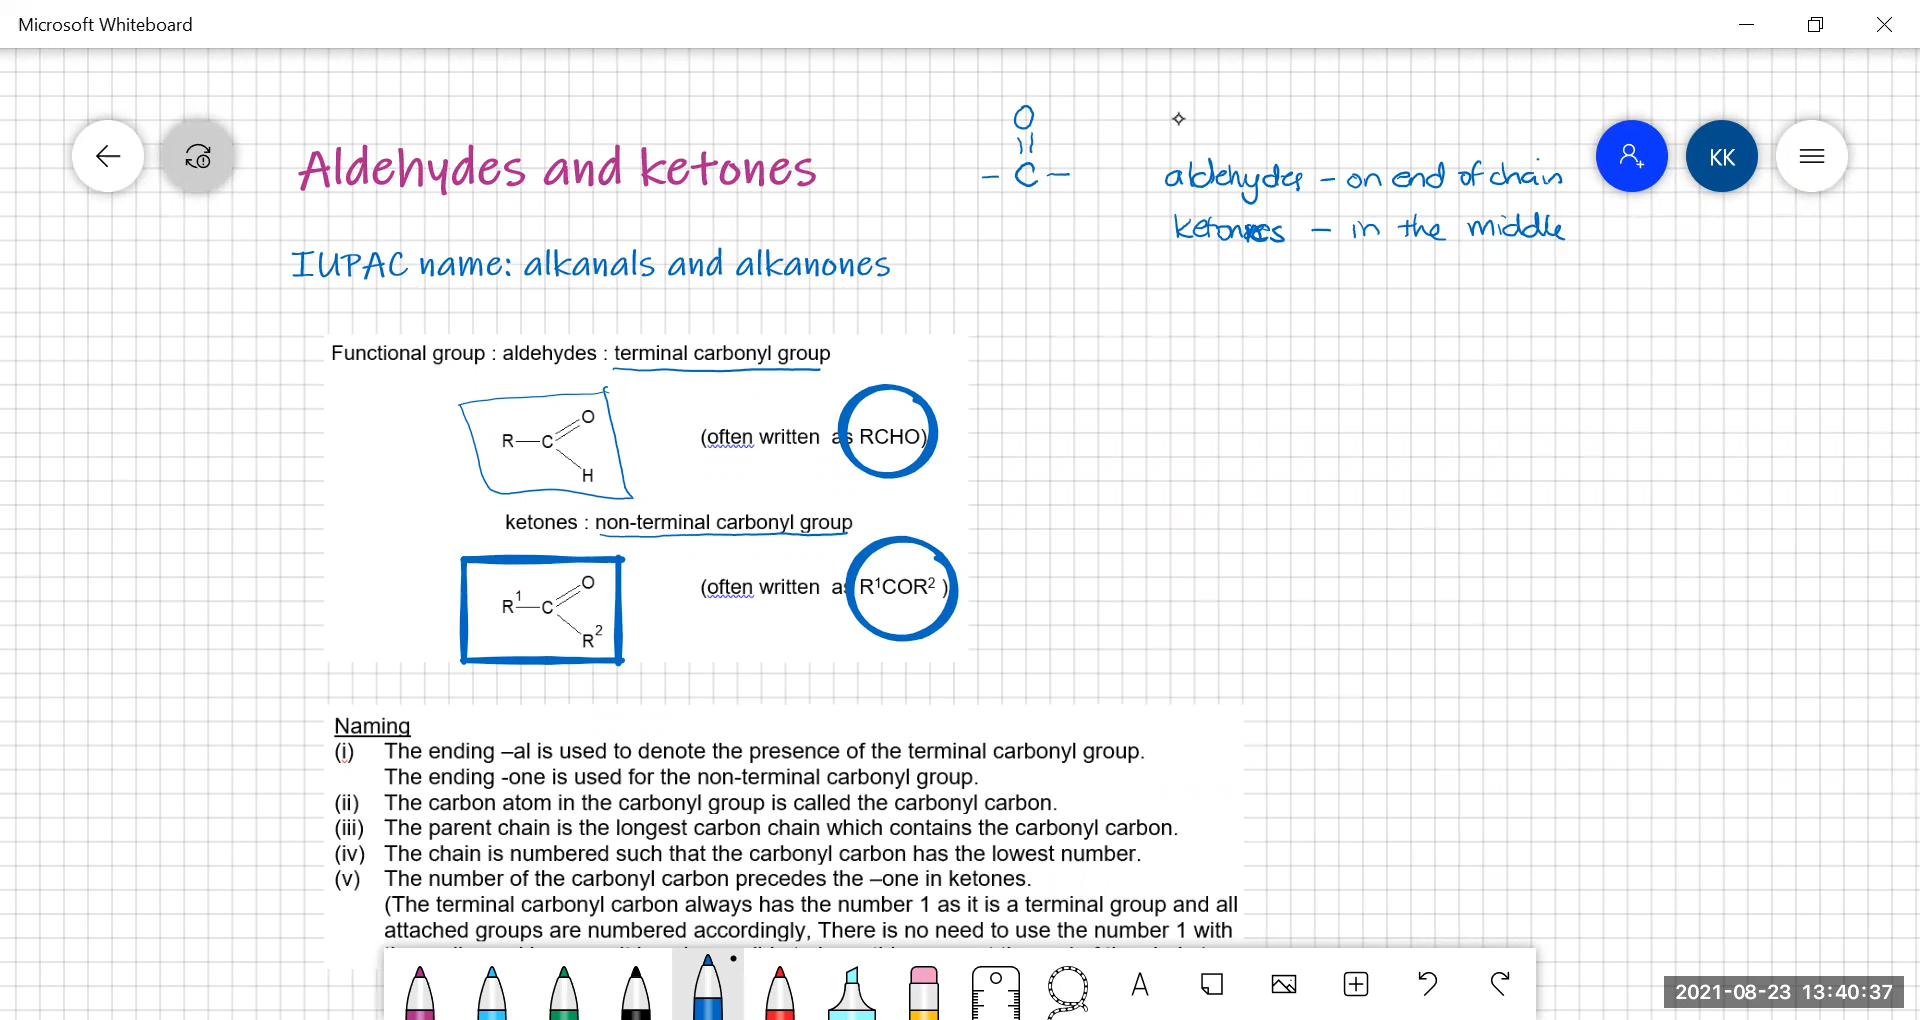 Microsoft Whiteboard
Aldehydes and ketones
O
– C –
aldehydes – on end of chain
ketones – in the middle
KK
IUPAC name: alkanals and alkanones
Functional group : aldehydes : terminal carbonyl group
R—C
O
H
(often written as RCHO)
ketones : non-terminal carbonyl group
R¹—C
O
R²
(often written as R¹COR² )
Naming
(i) The ending –al is used to denote the presence of the terminal carbonyl group.
The ending -one is used for the non-terminal carbonyl group.
(ii) The carbon atom in the carbonyl group is called the carbonyl carbon.
(iii) The parent chain is the longest carbon chain which contains the carbonyl carbon.
(iv) The chain is numbered such that the carbonyl carbon has the lowest number.
(v) The number of the carbonyl carbon precedes the –one in ketones.
(The terminal carbonyl carbon always has the number 1 as it is a terminal group and all
attached groups are numbered accordingly, There is no need to use the number 1 with
A
2021-08-23 13:40:37